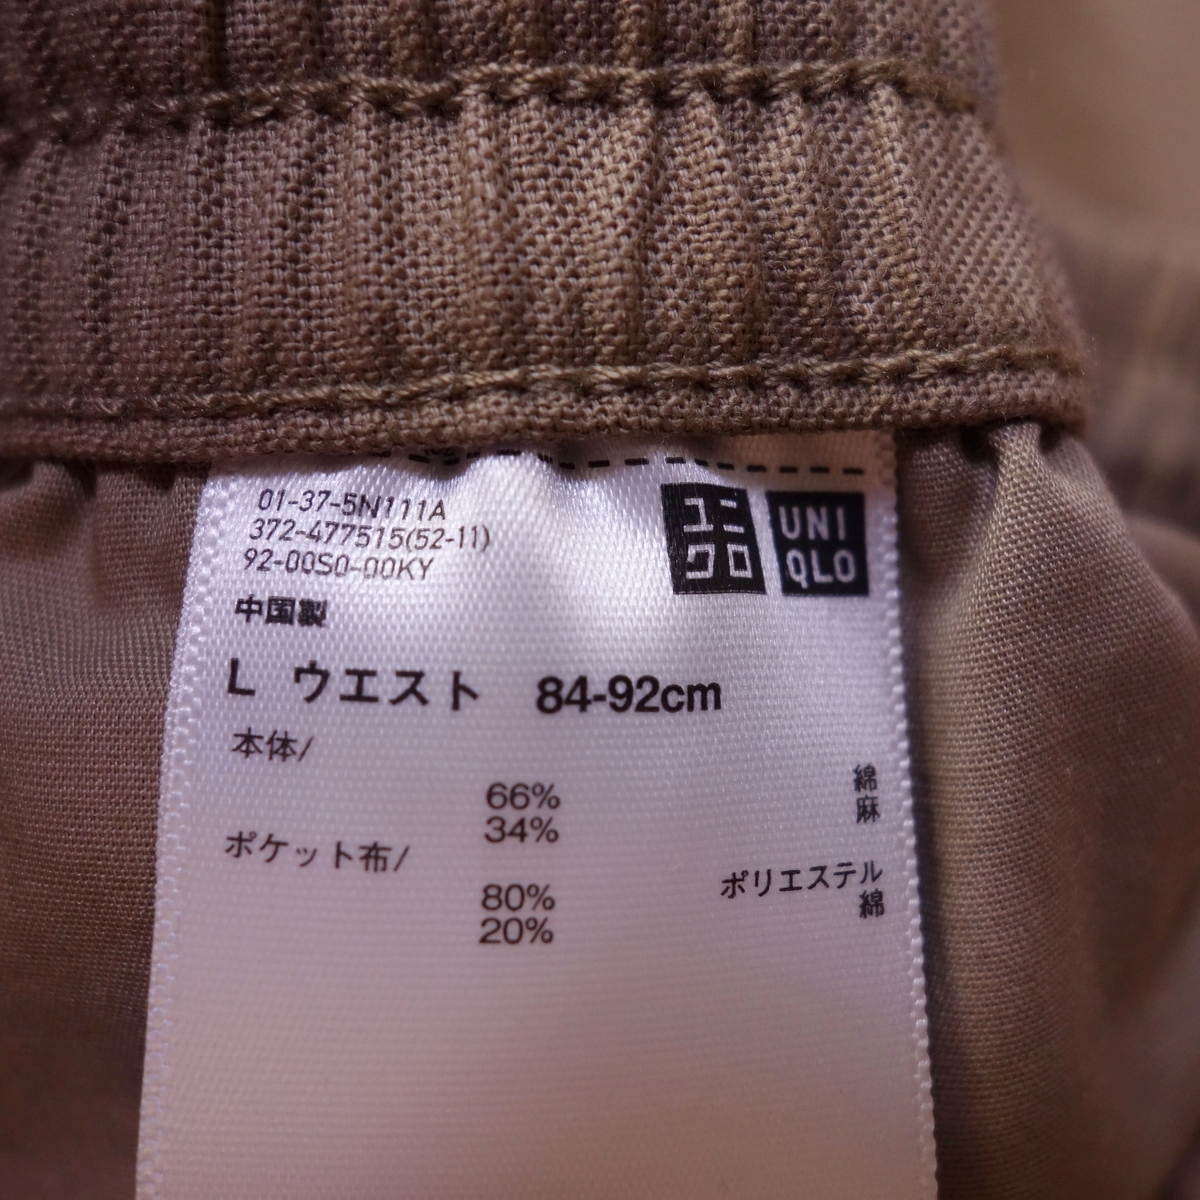 01-37-5N111A
372-477515(52-11)
92-00S0-00KY
ユニ
クロ
UNI
QLO
中国製
L ウエスト 84-92cm
本体/
66% 綿
34% 麻
ポケット布/
80% ポリエステル
20% 綿